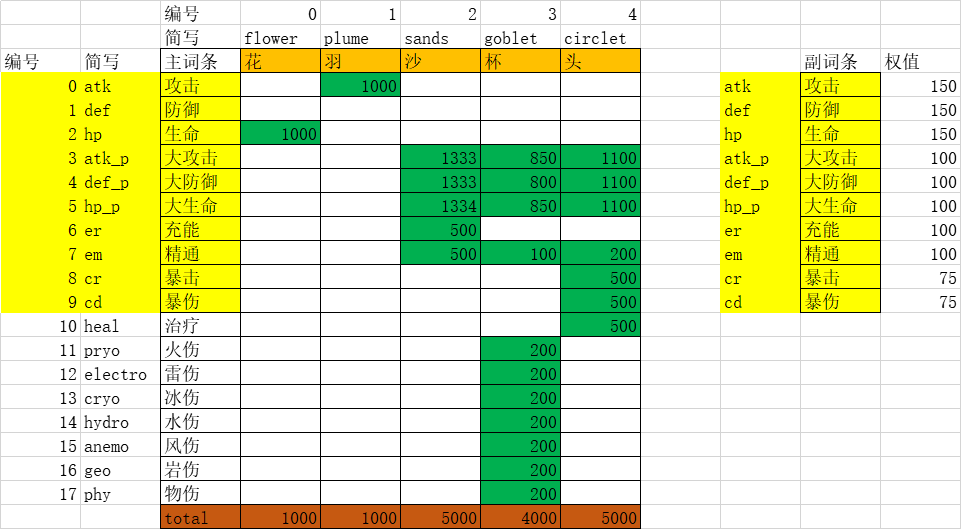 编号 0 1 2 3 4
简写 flower plume sands goblet circlet
编号 简写 主词条 花 羽 沙 杯 头 副词条 权值
0 atk 攻击 1000 atk 攻击 150
1 def 防御 def 防御 150
2 hp 生命 1000 hp 生命 150
3 atk_p 大攻击 1333 850 1100 atk_p 大攻击 100
4 def_p 大防御 1333 800 1100 def_p 大防御 100
5 hp_p 大生命 1334 850 1100 hp_p 大生命 100
6 er 充能 500 er 充能 100
7 em 精通 500 100 200 em 精通 100
8 cr 暴击 500 cr 暴击 75
9 cd 暴伤 500 cd 暴伤 75
10 heal 治疗 500
11 pryo 火伤 200
12 electro 雷伤 200
13 cryo 冰伤 200
14 hydro 水伤 200
15 anemo 风伤 200
16 geo 岩伤 200
17 phy 物伤 200
total 1000 1000 5000 4000 5000